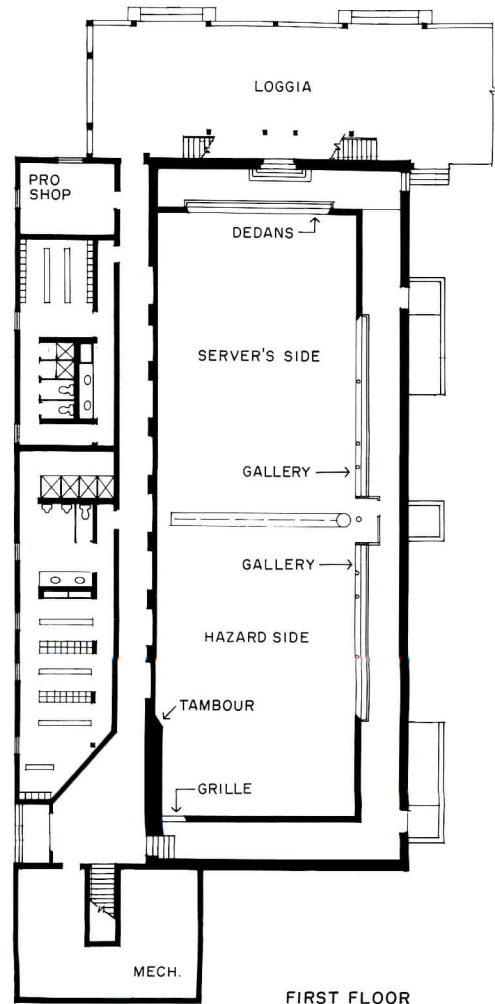 LOGGIA
PRO
SHOP
DEDANS
SERVER'S SIDE
GALLERY
GALLERY
HAZARD SIDE
TAMBOUR
GRILLE
MECH.
FIRST FLOOR